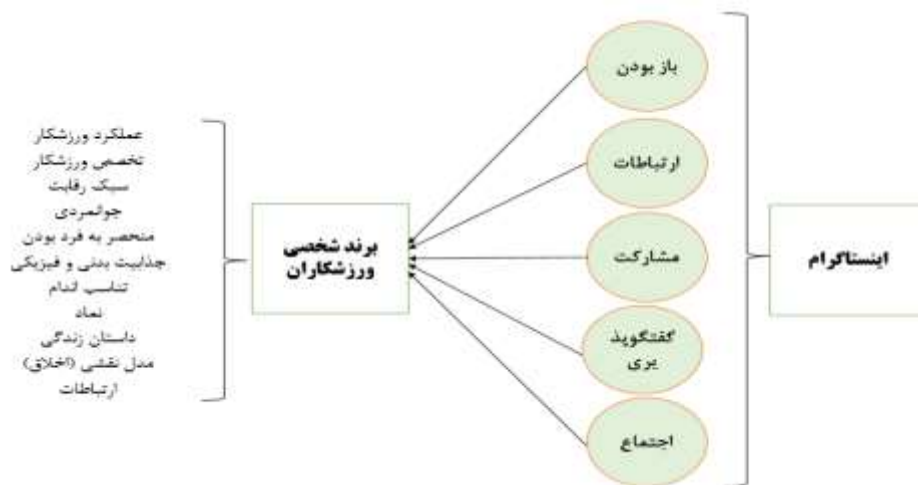 اینستاگرام
باز بودن
ارتباطات
مشارکت
گفتگوپذ
یری
اجتماع
برند شخصی
ورزشکاران
عملکرد ورزشکار
تخصص ورزشکار
سبک رقابت
جوانمردی
منحصر به فرد بودن
جذابیت بدنی و فیزیکی
تناسب اندام
نماد
داستان زندگی
مدل نقشی (اخلاق)
ارتباطات